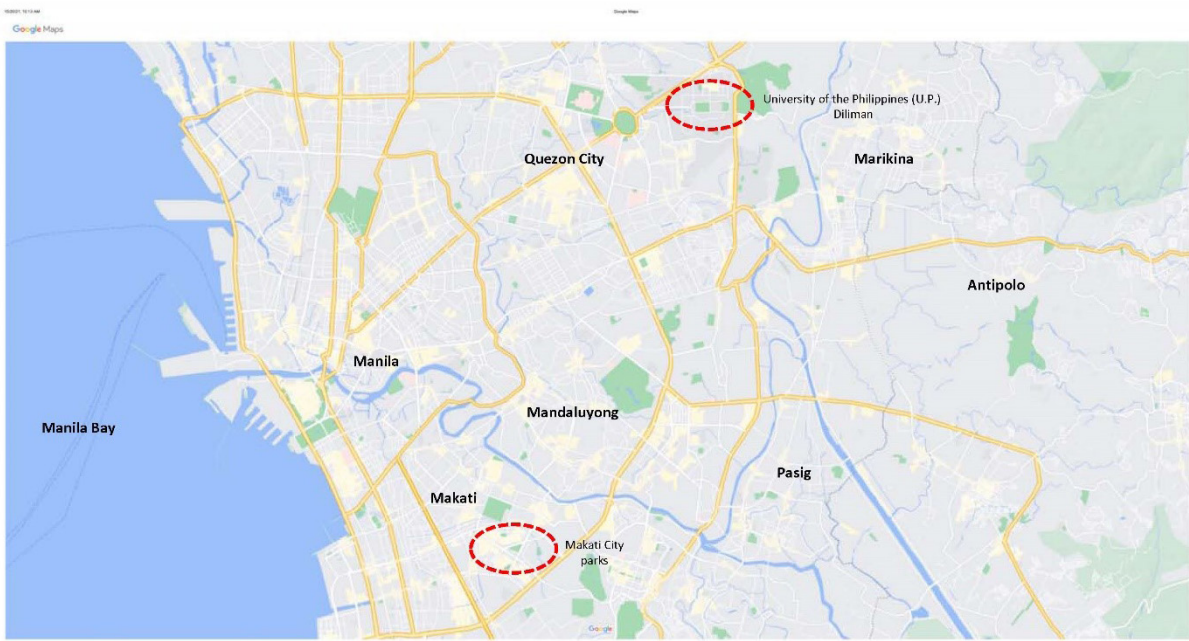 Google Maps
Google Maps
University of the Philippines (U.P.)
Diliman
Quezon City
Marikina
Antipolo
Manila
Mandaluyong
Manila Bay
Pasig
Makati
Makati City
parks
Google